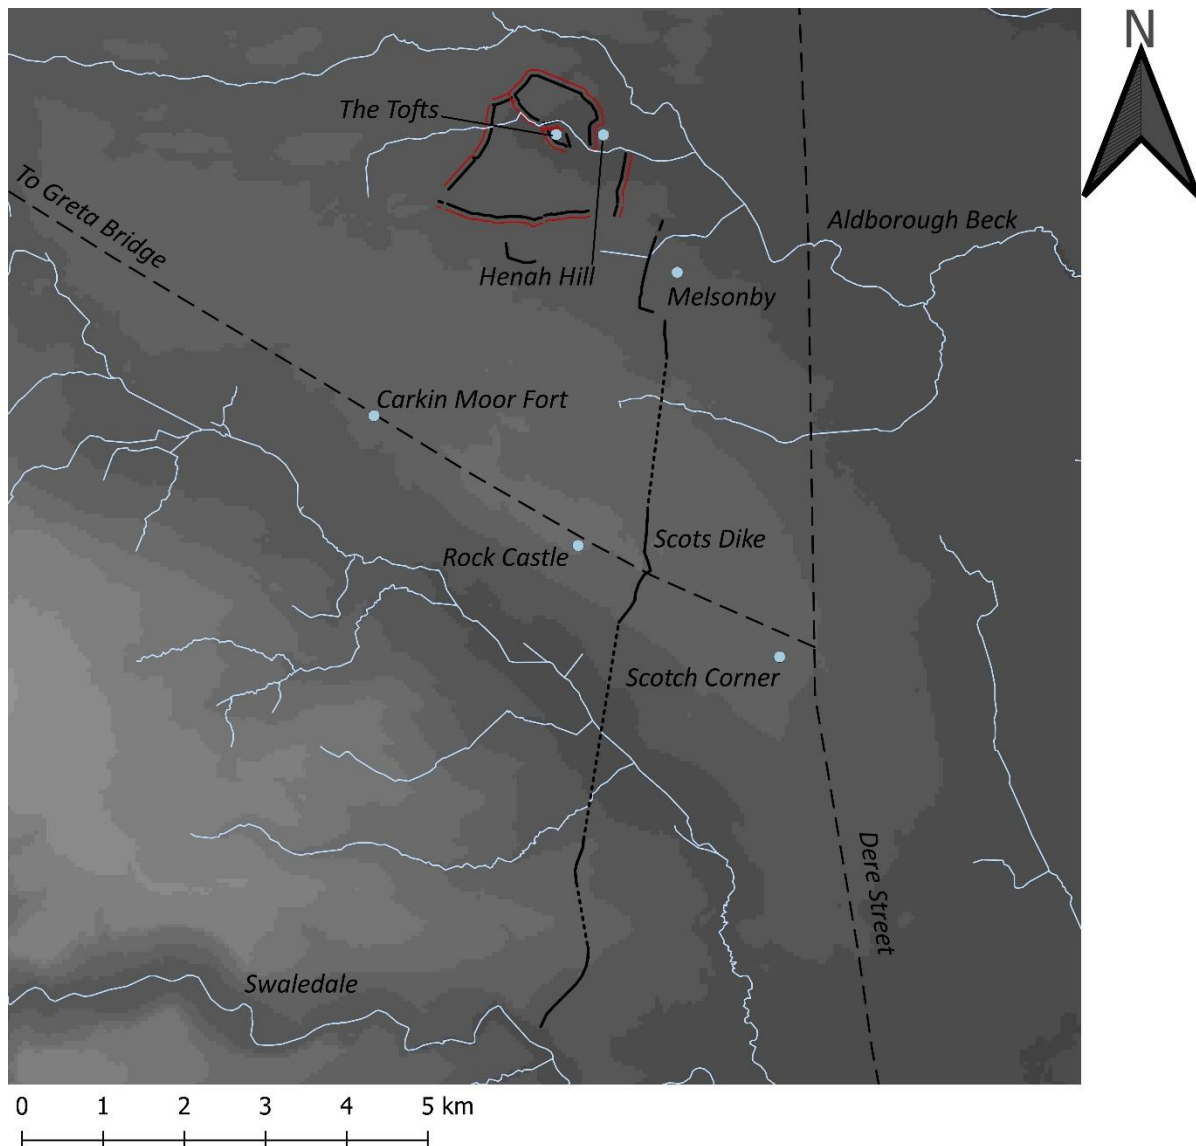 N
The Tofts
To Greta Bridge
Aldborough Beck
Henah Hill
Melsonby
Carkin Moor Fort
Scots Dike
Rock Castle
Scotch Corner
Dere Street
Swaledale
0 1 2 3 4 5 km